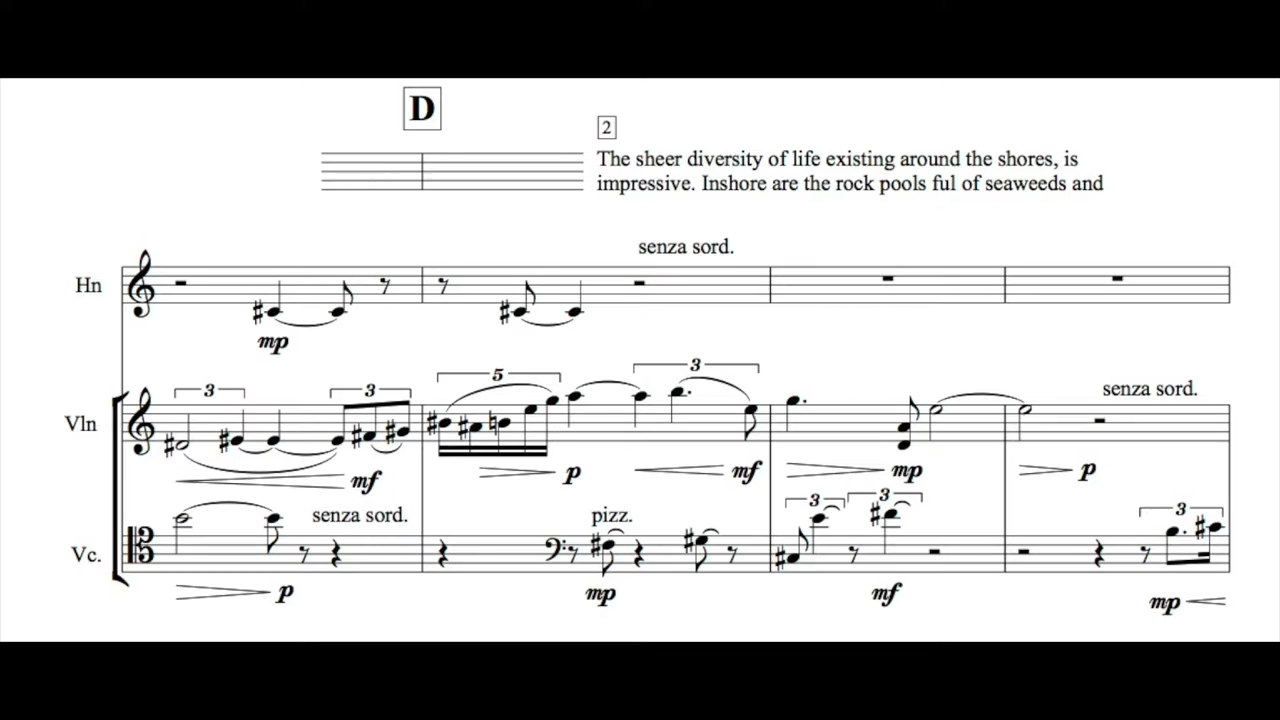 D
2
The sheer diversity of life existing around the shores, is
impressive. Inshore are the rock pools ful of seaweeds and
senza sord.
Hn
mp
3 3 5 3
senza sord.
Vln
mf p mf mp p
senza sord. pizz. 3 3 3
Vc.
p mp mf mp